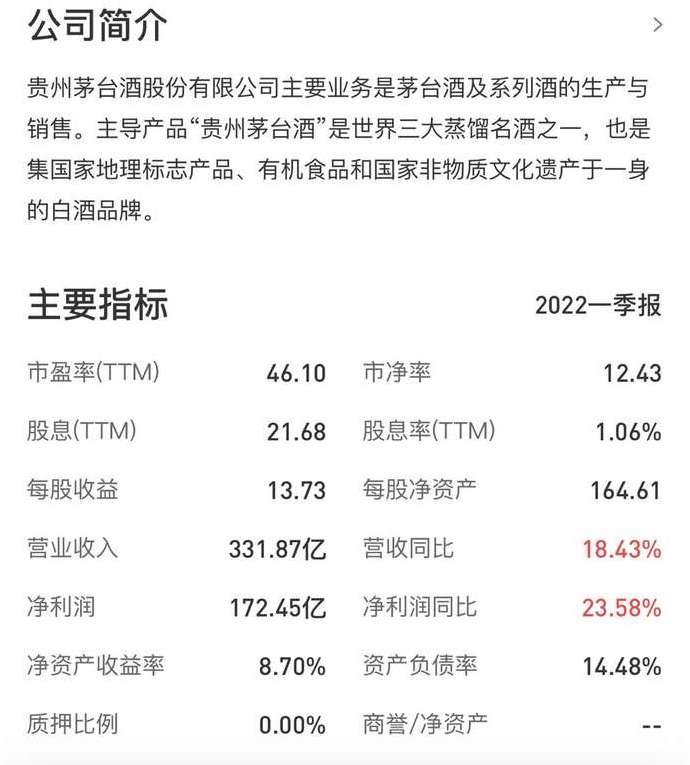 公司简介
贵州茅台酒股份有限公司主要业务是茅台酒及系列酒的生产与
销售。主导产品“贵州茅台酒”是世界三大蒸馏名酒之一，也是
集国家地理标志产品、有机食品和国家非物质文化遗产于一身
的白酒品牌。
主要指标 2022一季报
市盈率(TTM) 46.10 市净率 12.43
股息(TTM) 21.68 股息率(TTM) 1.06%
每股收益 13.73 每股净资产 164.61
营业收入 331.87亿 营收同比 18.43%
净利润 172.45亿 净利润同比 23.58%
净资产收益率 8.70% 资产负债率 14.48%
质押比例 0.00% 商誉/净资产 --